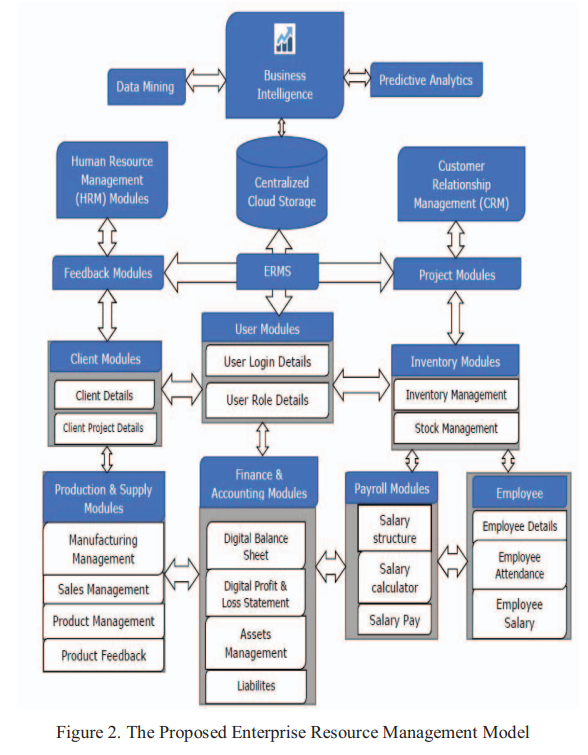 Business
Intelligence
Data Mining
Predictive Analytics
Human Resource
Management
(HRM) Modules
Centralized
Cloud Storage
Customer
Relationship
Management (CRM)
Feedback Modules
ERMS
Project Modules
User Modules
User Login Details
User Role Details
Client Modules
Client Details
Client Project Details
Inventory Modules
Inventory Management
Stock Management
Production & Supply
Modules
Manufacturing
Management
Sales Management
Product Management
Product Feedback
Finance &
Accounting Modules
Digital Balance
Sheet
Digital Profit &
Loss Statement
Assets
Management
Liabilites
Payroll Modules
Salary
structure
Salary
calculator
Salary Pay
Employee
Employee Details
Employee
Attendance
Employee
Salary
Figure 2. The Proposed Enterprise Resource Management Model